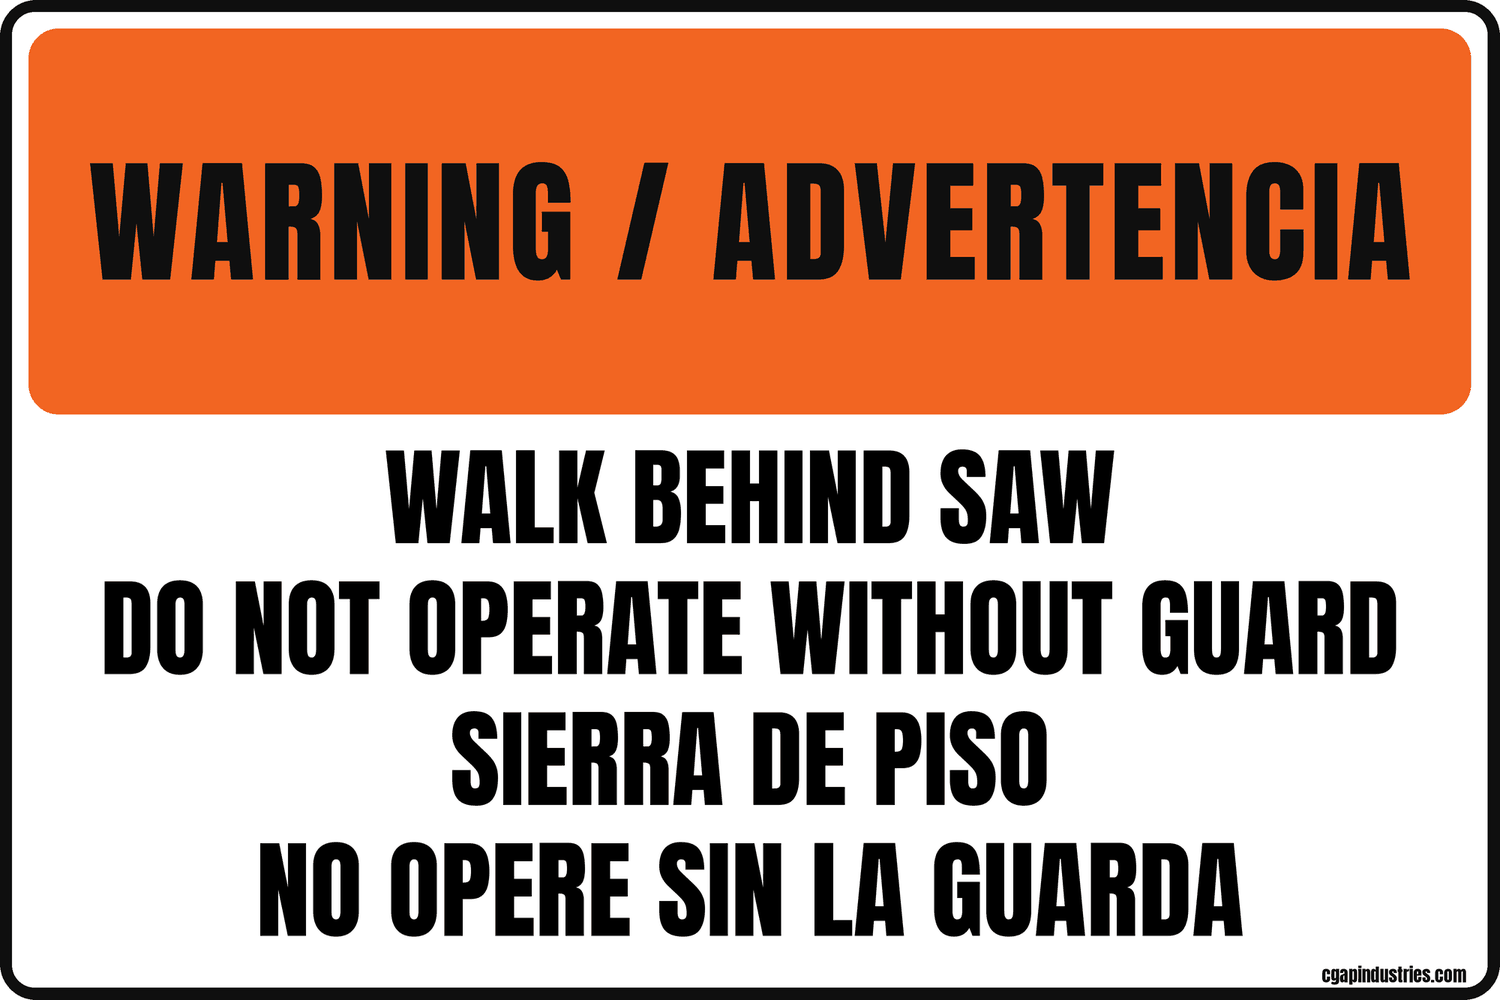 WARNING / ADVERTENCIA
WALK BEHIND SAW
DO NOT OPERATE WITHOUT GUARD
SIERRA DE PISO
NO OPERE SIN LA GUARDA
cgapindustries.com